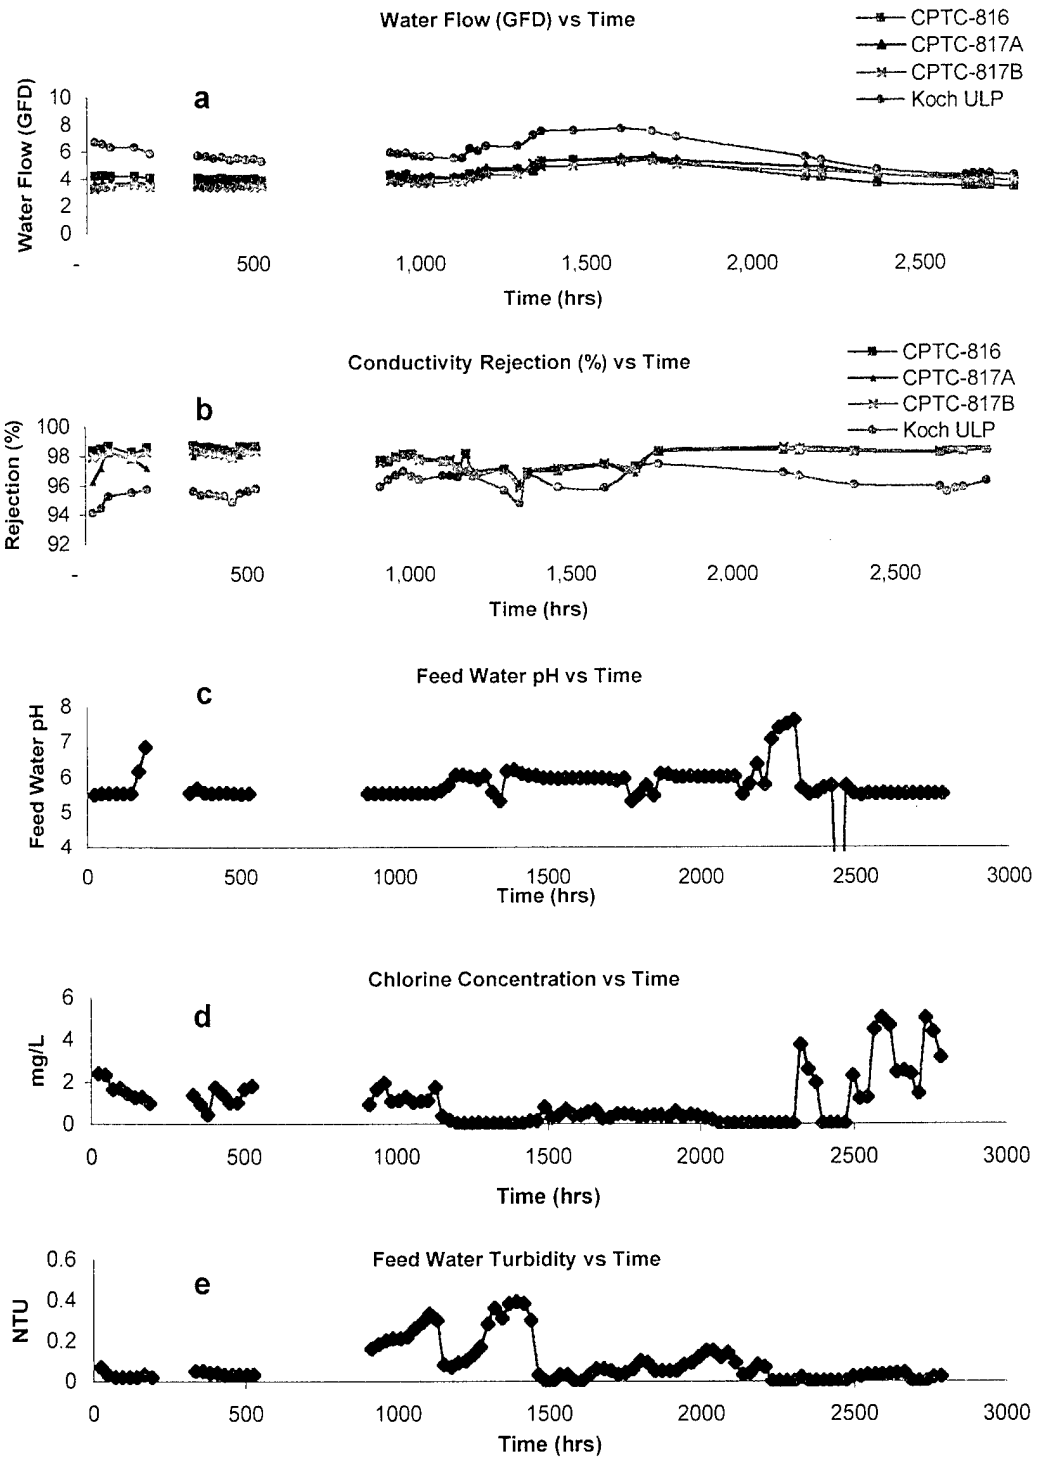 Water Flow (GFD) vs Time
CPTC-816
CPTC-817A
CPTC-817B
Koch ULP
a
Water Flow (GFD)
10
8
6
4
2
0
- 500 1,000 1,500 2,000 2,500
Time (hrs)
Conductivity Rejection (%) vs Time
CPTC-816
CPTC-817A
CPTC-817B
Koch ULP
b
Rejection (%)
100
98
96
94
92
- 500 1,000 1,500 2,000 2,500
Time (hrs)
Feed Water pH vs Time
c
Feed Water pH
8
7
6
5
4
0 500 1000 1500 2000 2500 3000
Time (hrs)
Chlorine Concentration vs Time
d
mg/L
6
4
2
0
0 500 1000 1500 2000 2500 3000
Time (hrs)
Feed Water Turbidity vs Time
e
NTU
0.6
0.4
0.2
0
0 500 1000 1500 2000 2500 3000
Time (hrs)